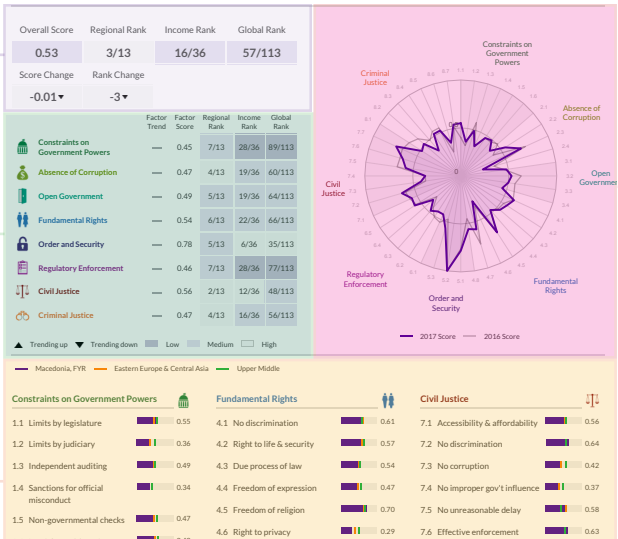 Overall Score Regional Rank Income Rank Global Rank
0.53 3/13 16/36 57/113
Score Change Rank Change
-0.01▼ -3▼
Factor Trend Factor Score Regional Rank Income Rank Global Rank
Constraints on Government Powers — 0.45 7/13 28/36 89/113
Absence of Corruption — 0.47 4/13 19/36 60/113
Open Government — 0.49 5/13 19/36 64/113
Fundamental Rights — 0.54 6/13 22/36 66/113
Order and Security — 0.78 5/13 6/36 35/113
Regulatory Enforcement — 0.46 7/13 28/36 77/113
Civil Justice — 0.56 2/13 12/36 48/113
Criminal Justice — 0.47 4/13 16/36 56/113
▲ Trending up ▼ Trending down Low Medium High
Constraints on
Government
Powers
Criminal
Justice
Absence of
Corruption
Civil
Justice
Open
Governmen
Regulatory
Enforcement
Fundamental
Rights
Order and
Security
0
2017 Score 2016 Score
Macedonia, FYR Eastern Europe & Central Asia Upper Middle
Constraints on Government Powers
1.1 Limits by legislature 0.55
1.2 Limits by judiciary 0.36
1.3 Independent auditing 0.49
1.4 Sanctions for official 0.34
misconduct
1.5 Non-governmental checks 0.47
Fundamental Rights
4.1 No discrimination 0.61
4.2 Right to life & security 0.57
4.3 Due process of law 0.54
4.4 Freedom of expression 0.47
4.5 Freedom of religion 0.70
4.6 Right to privacy 0.29
Civil Justice
7.1 Accessibility & affordability 0.56
7.2 No discrimination 0.64
7.3 No corruption 0.42
7.4 No improper gov't influence 0.37
7.5 No unreasonable delay 0.58
7.6 Effective enforcement 0.63